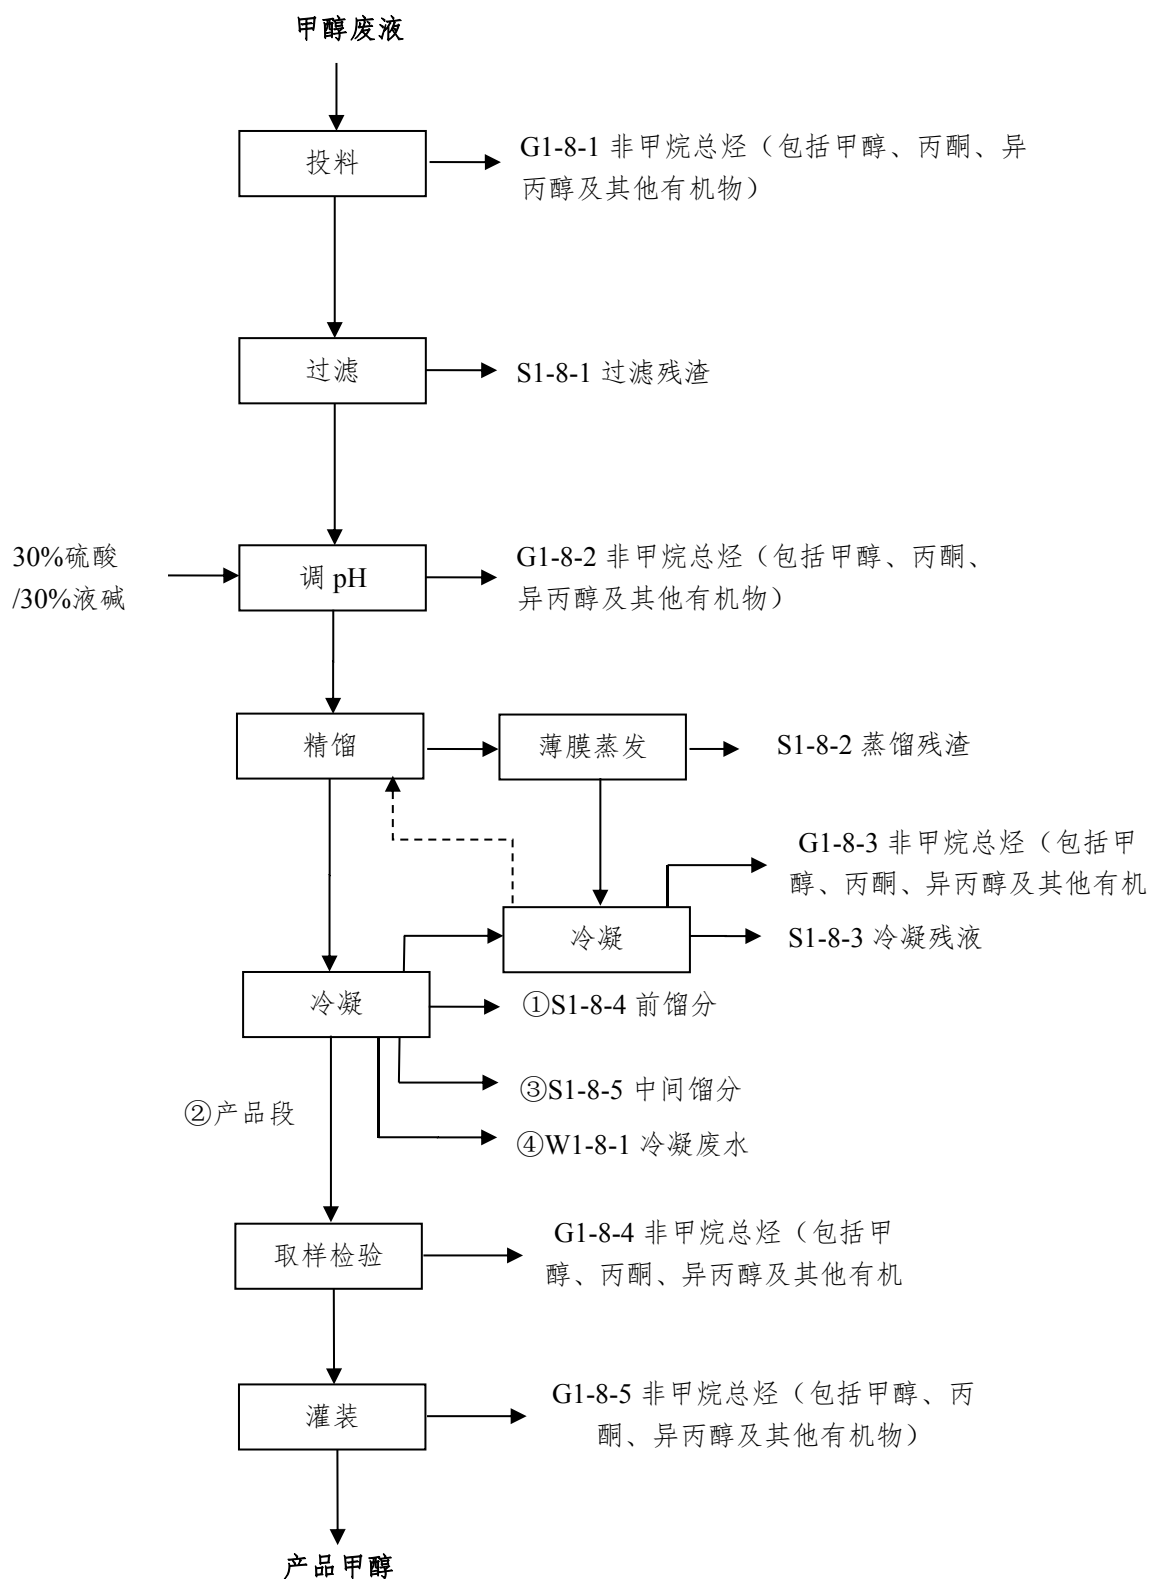 甲醇废液
投料
G1-8-1 非甲烷总烃（包括甲醇、丙酮、异
丙醇及其他有机物）
过滤
S1-8-1 过滤残渣
30%硫酸
/30%液碱
调 pH
G1-8-2 非甲烷总烃（包括甲醇、丙酮、
异丙醇及其他有机物）
精馏
薄膜蒸发
S1-8-2 蒸馏残渣
G1-8-3 非甲烷总烃（包括甲
醇、丙酮、异丙醇及其他有机
冷凝
S1-8-3 冷凝残液
冷凝
①S1-8-4 前馏分
③S1-8-5 中间馏分
②产品段
④W1-8-1 冷凝废水
取样检验
G1-8-4 非甲烷总烃（包括甲
醇、丙酮、异丙醇及其他有机
灌装
G1-8-5 非甲烷总烃（包括甲醇、丙
酮、异丙醇及其他有机物）
产品甲醇